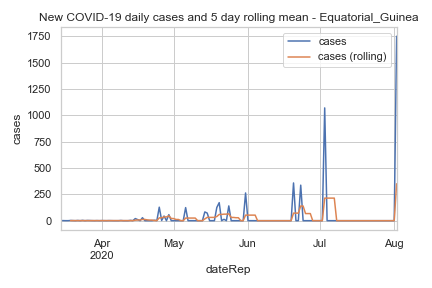 New COVID-19 daily cases and 5 day rolling mean - Equatorial_Guinea
cases
cases (rolling)
1750
1500
1250
1000
750
500
250
0
cases
Apr
2020
May
Jun
Jul
Aug
dateRep